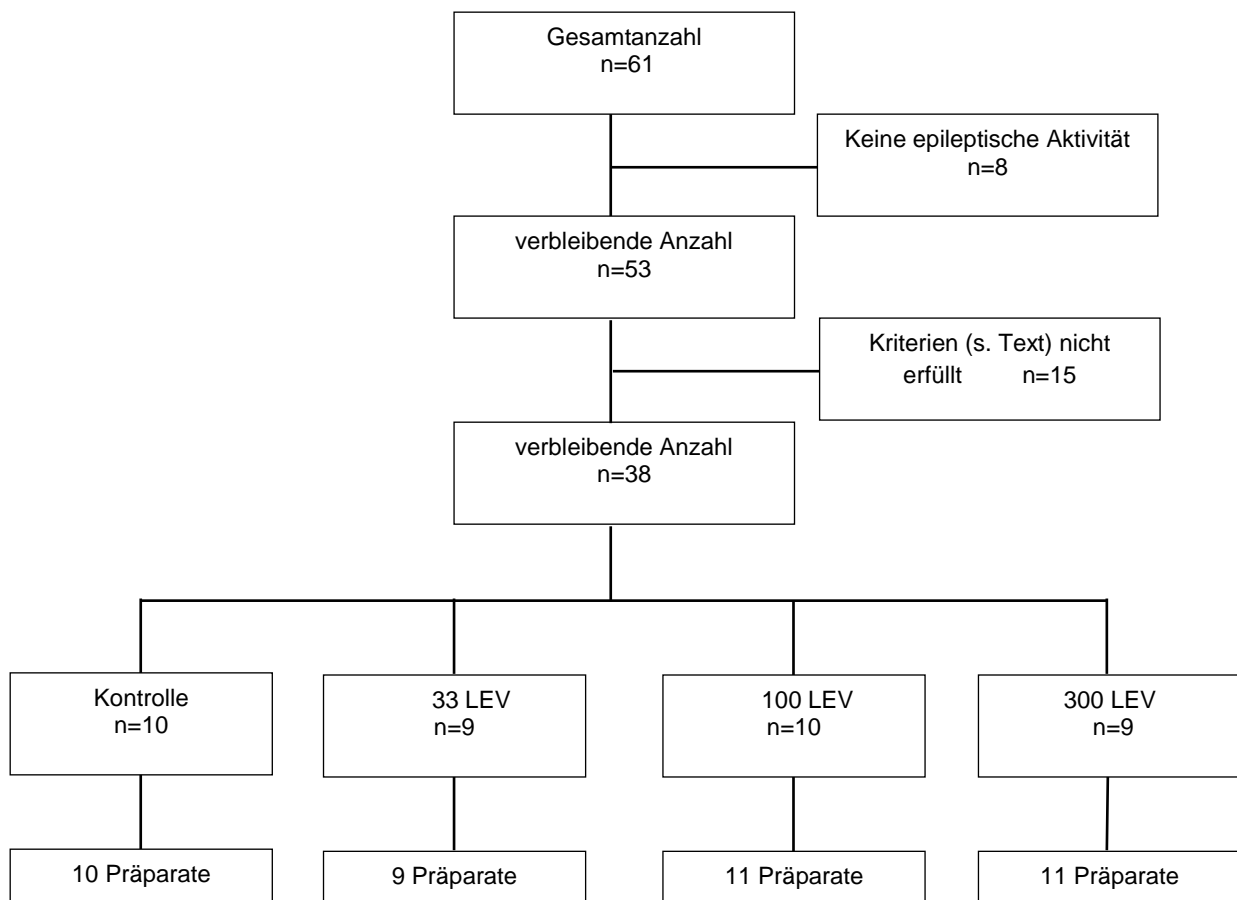 Gesamtanzahl
n=61
Keine epileptische Aktivität
n=8
verbleibende Anzahl
n=53
Kriterien (s. Text) nicht
erfüllt n=15
verbleibende Anzahl
n=38
Kontrolle
n=10
33 LEV
n=9
100 LEV
n=10
300 LEV
n=9
10 Präparate
9 Präparate
11 Präparate
11 Präparate